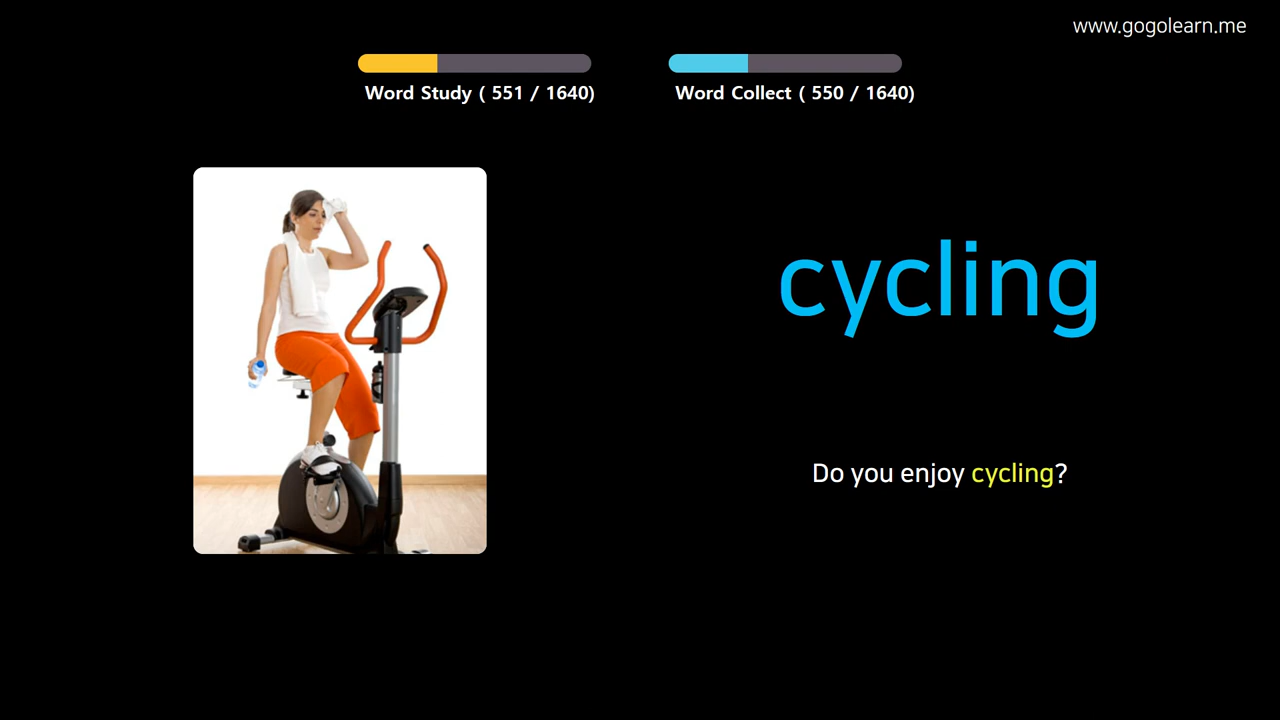 www.gogolearn.me
Word Study ( 551 / 1640)
Word Collect ( 550 / 1640)
cycling
Do you enjoy cycling?